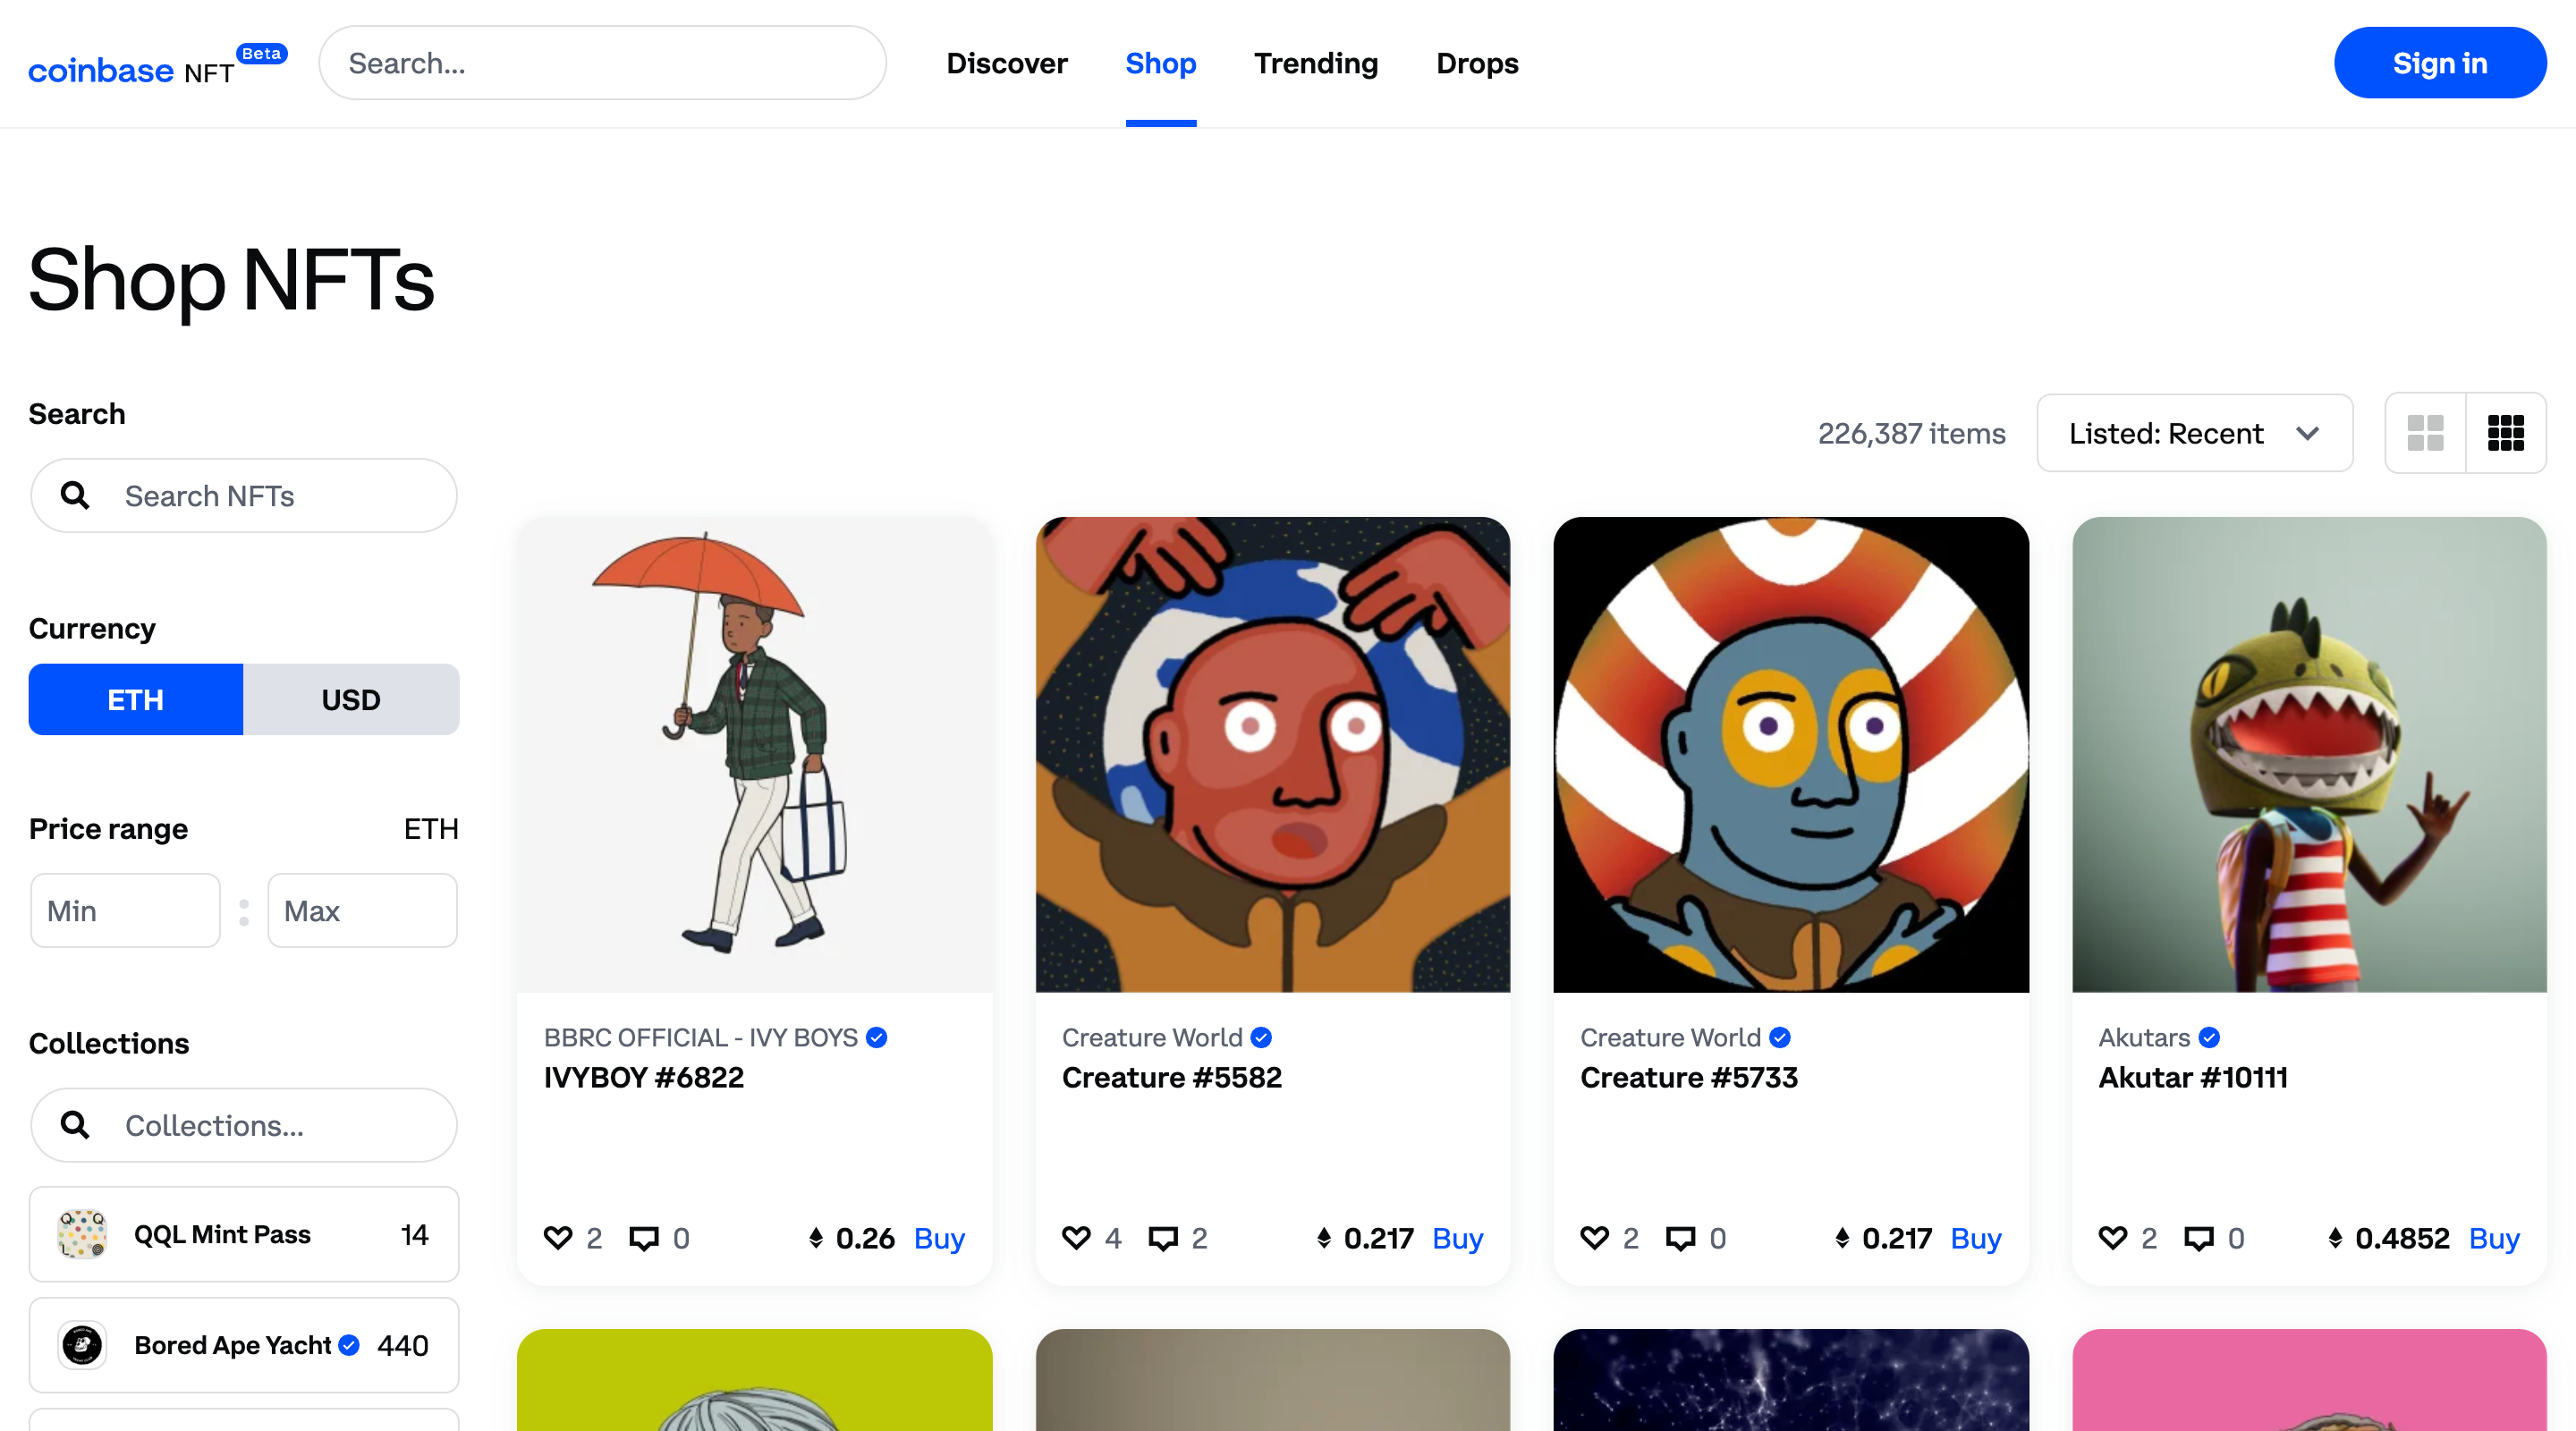 coinbase NFT Beta
Search...
Discover
Shop
Trending
Drops
Sign in
Shop NFTs
Search
Search NFTs
Currency
ETH
USD
Price range
ETH
Min
Max
Collections
Collections...
QQL Mint Pass
14
Bored Ape Yacht
440
226,387 items
Listed: Recent
BBRC OFFICIAL - IVY BOYS
IVYBOY #6822
2
0
0.26
Buy
Creature World
Creature #5582
4
2
0.217
Buy
Creature World
Creature #5733
2
0
0.217
Buy
Akutars
Akutar #10111
2
0
0.4852
Buy